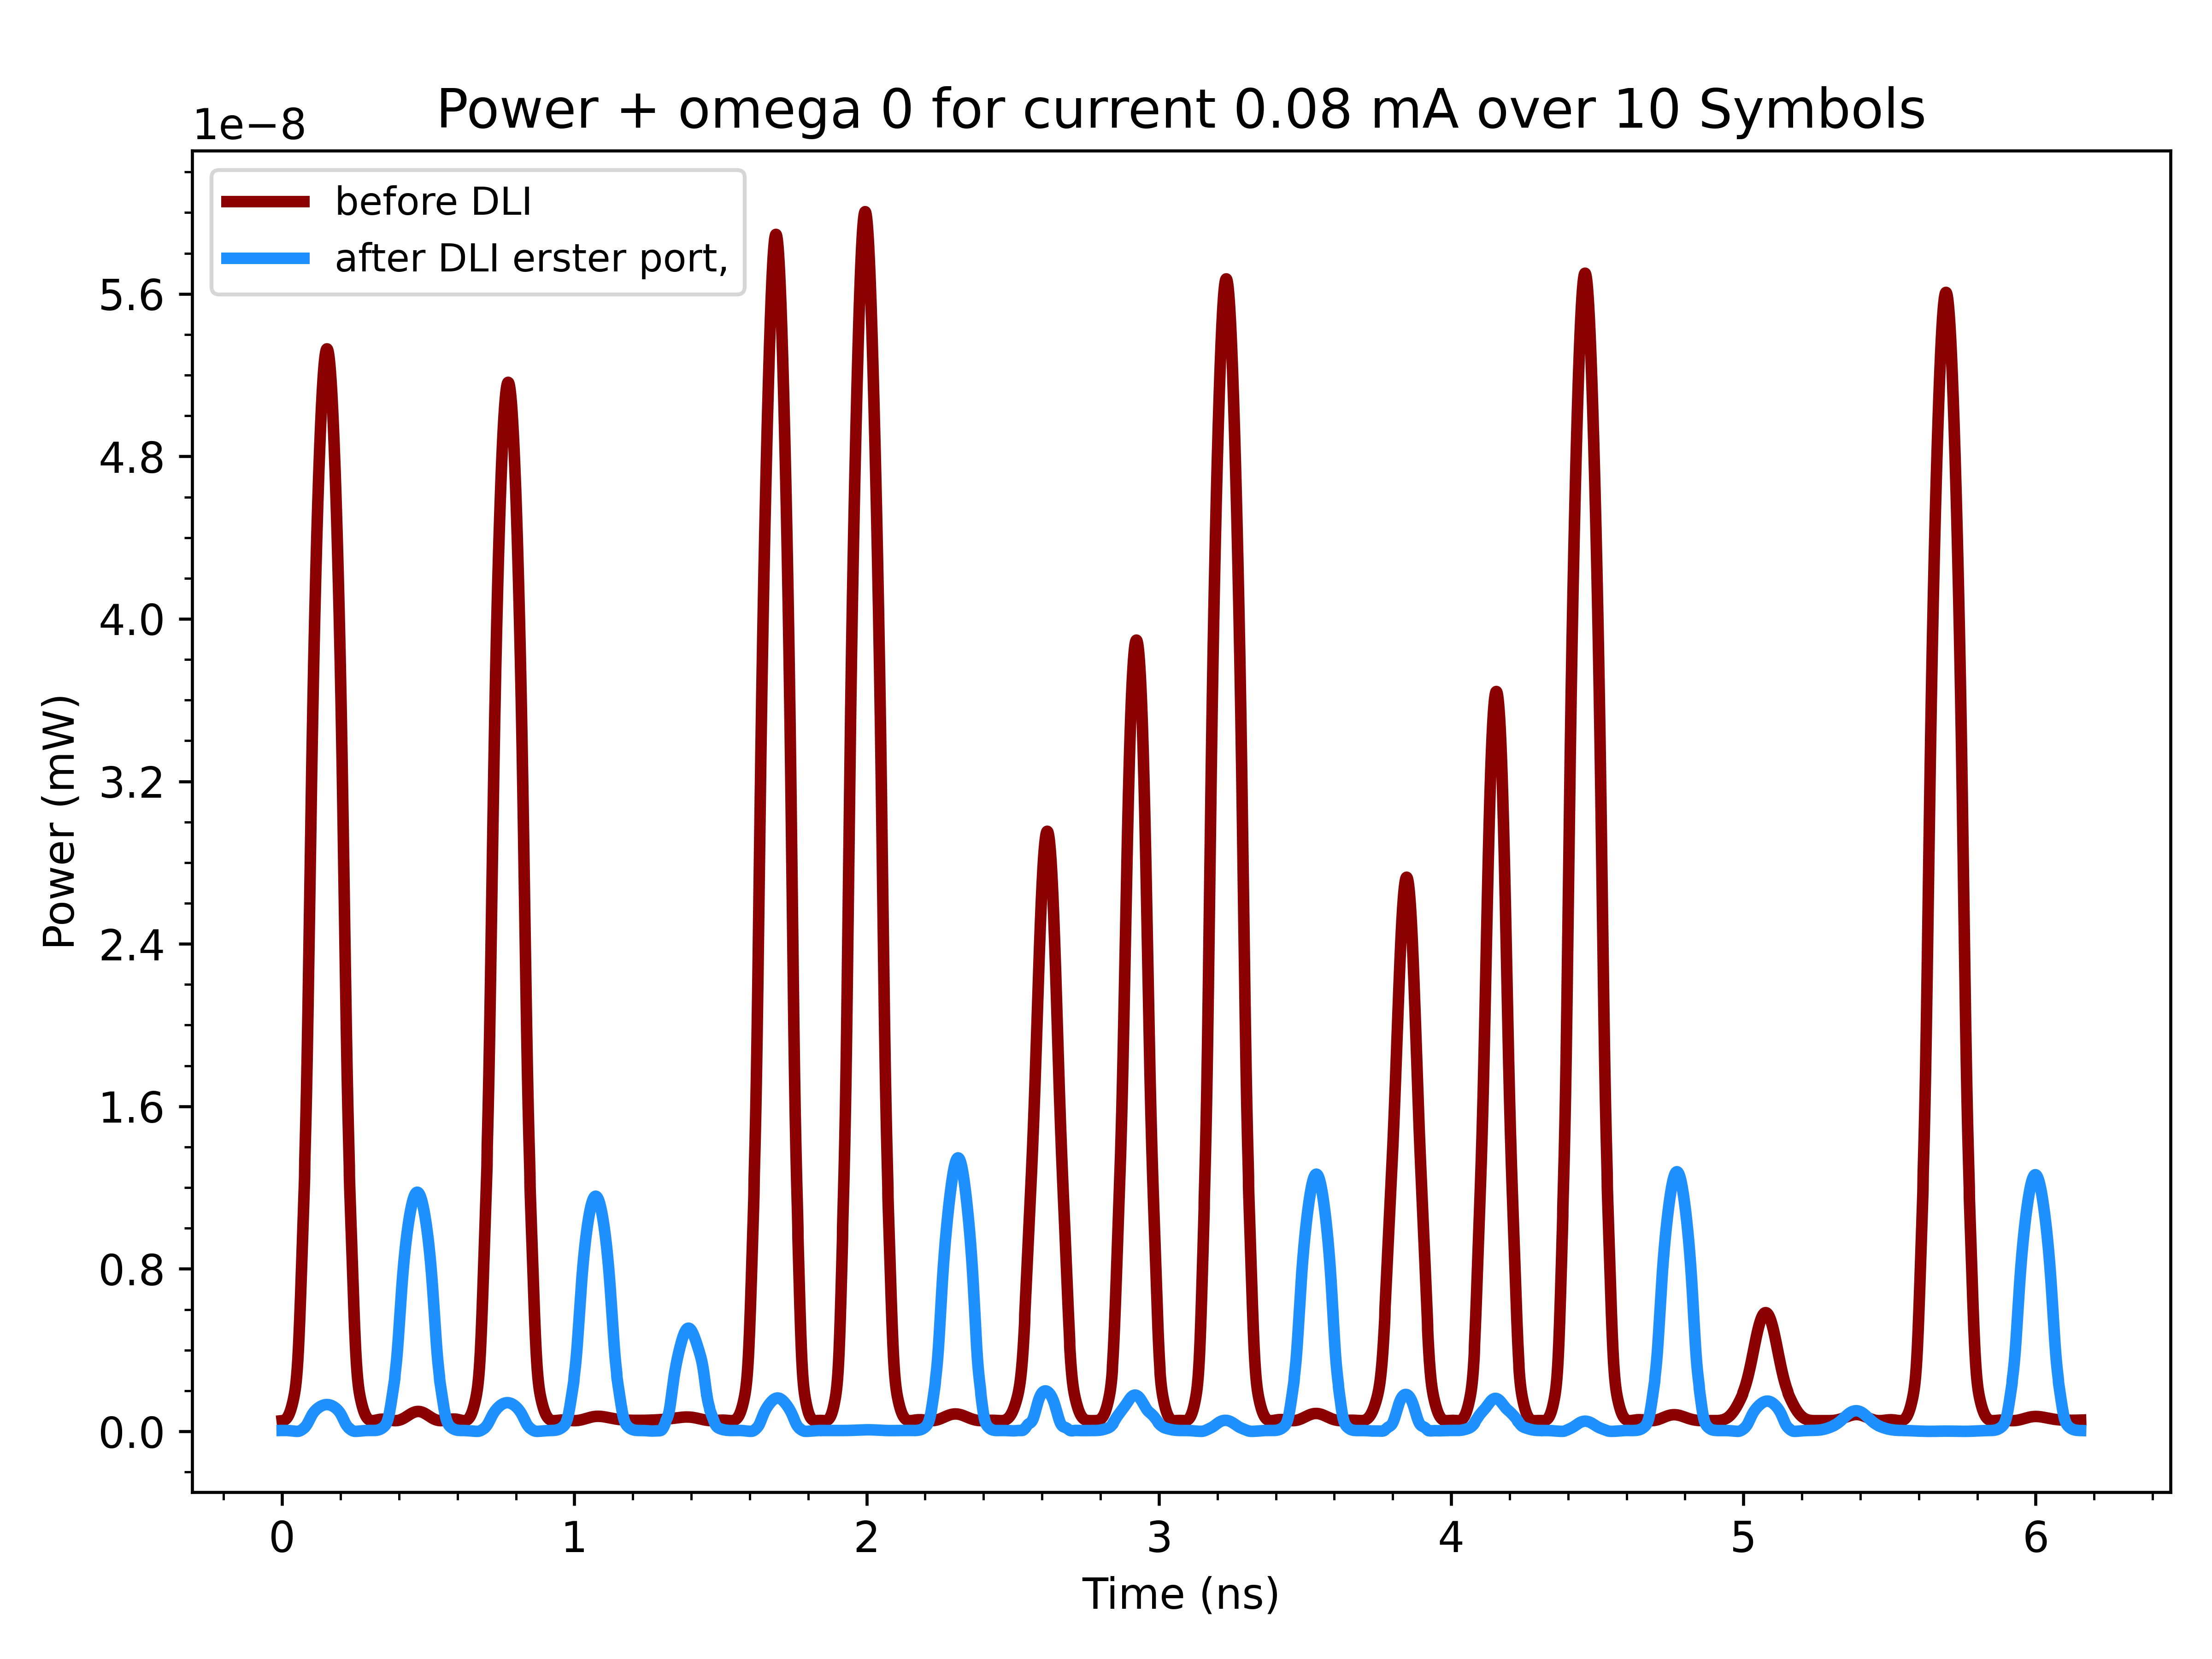 Power + omega 0 for current 0.08 mA over 10 Symbols
1e−8
before DLI
after DLI erster port,
5.6
4.8
4.0
3.2
2.4
1.6
0.8
0.0
Power (mW)
0 1 2 3 4 5 6
Time (ns)